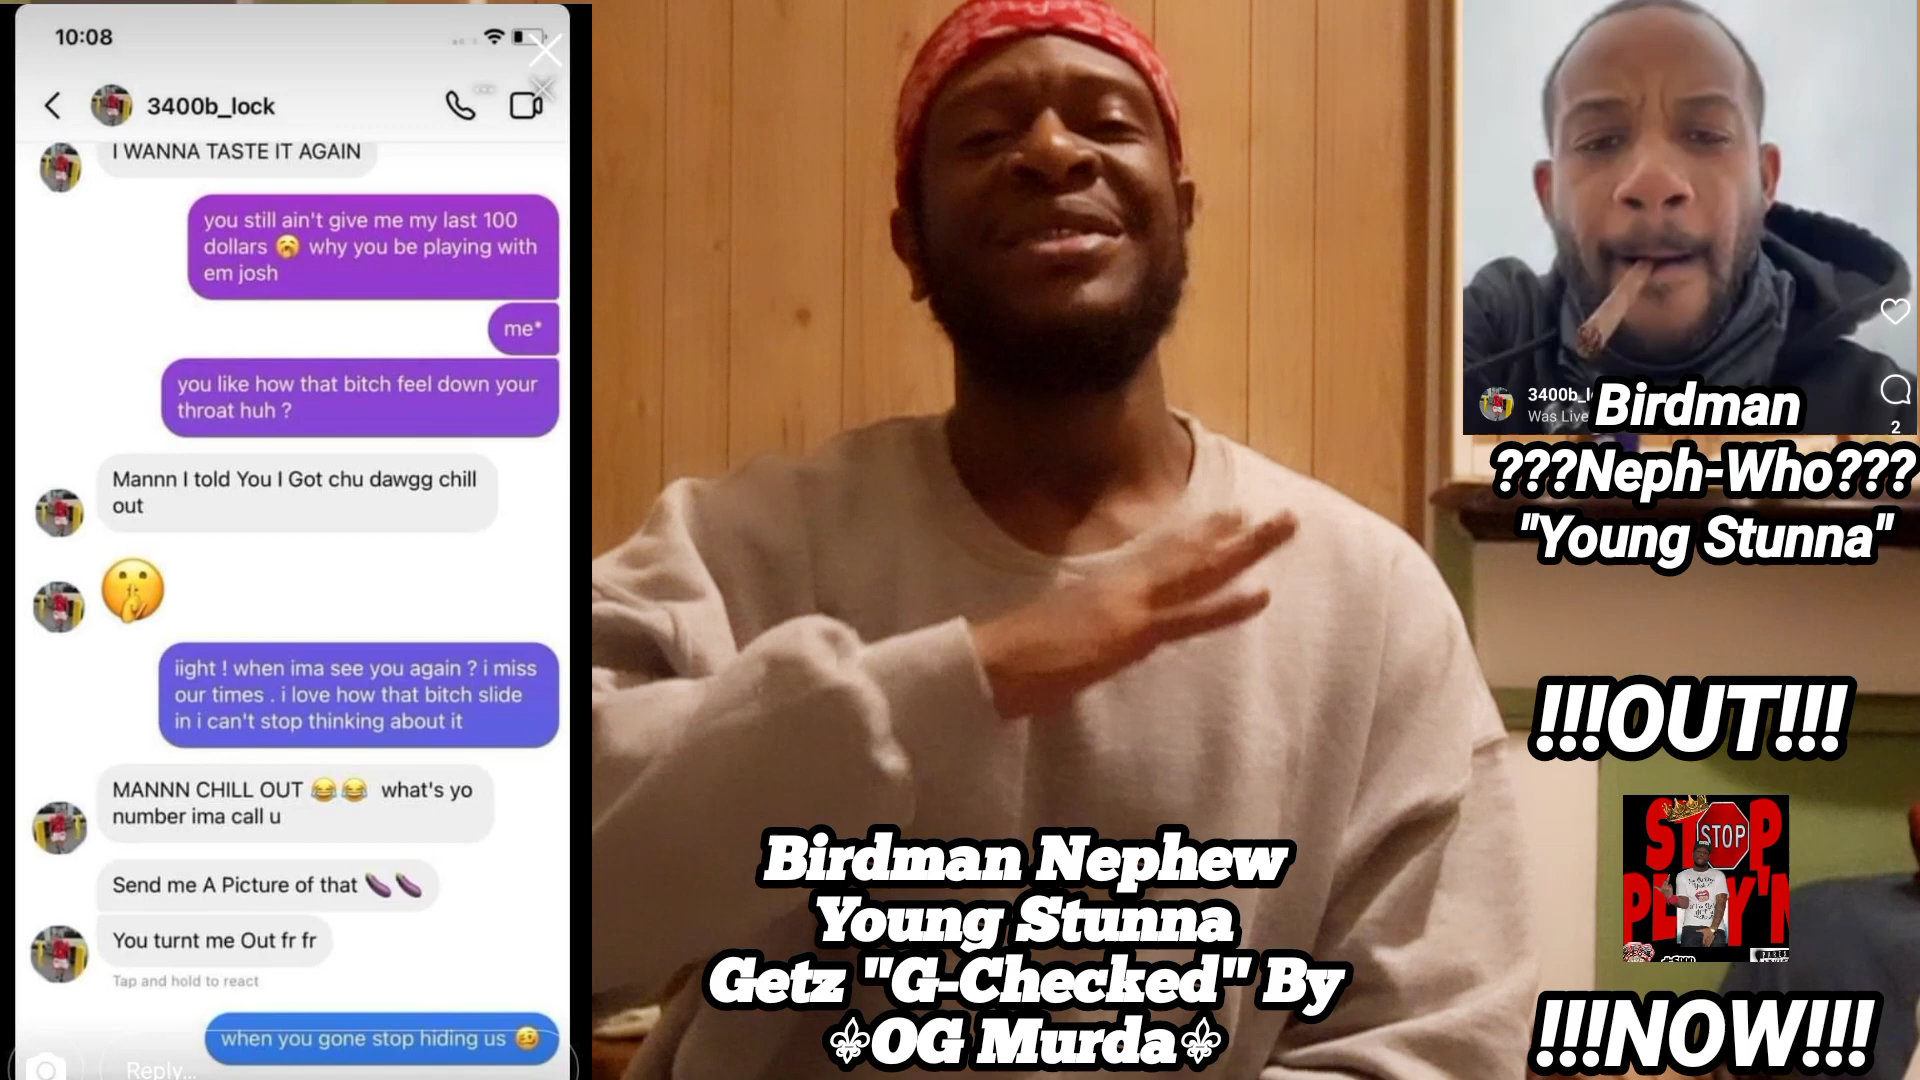 10:08
3400b_lock
I WANNA TASTE IT AGAIN
you still ain't give me my last 100
dollars 😭 why you be playing with
em josh
me*
you like how that bitch feel down your
throat huh ?
Mannn I told You I Got chu dawgg chill
out
🤫
iight ! when ima see you again ? i miss
our times . i love how that bitch slide
in i can't stop thinking about it
MANNN CHILL OUT 😂😂 what's yo
number ima call u
Send me A Picture of that 🍆🍆
You turnt me Out fr fr
Tap and hold to react
when you gone stop hiding us 🥴
Reply...
Birdman Nephew
Young Stunna
Getz "G-Checked" By
⚜OG Murda⚜
3400b_l
Was Live
2
Birdman
???Neph-Who???
"Young Stunna"
!!!OUT!!!
STOP
STOP
PLAY'N
!!!NOW!!!